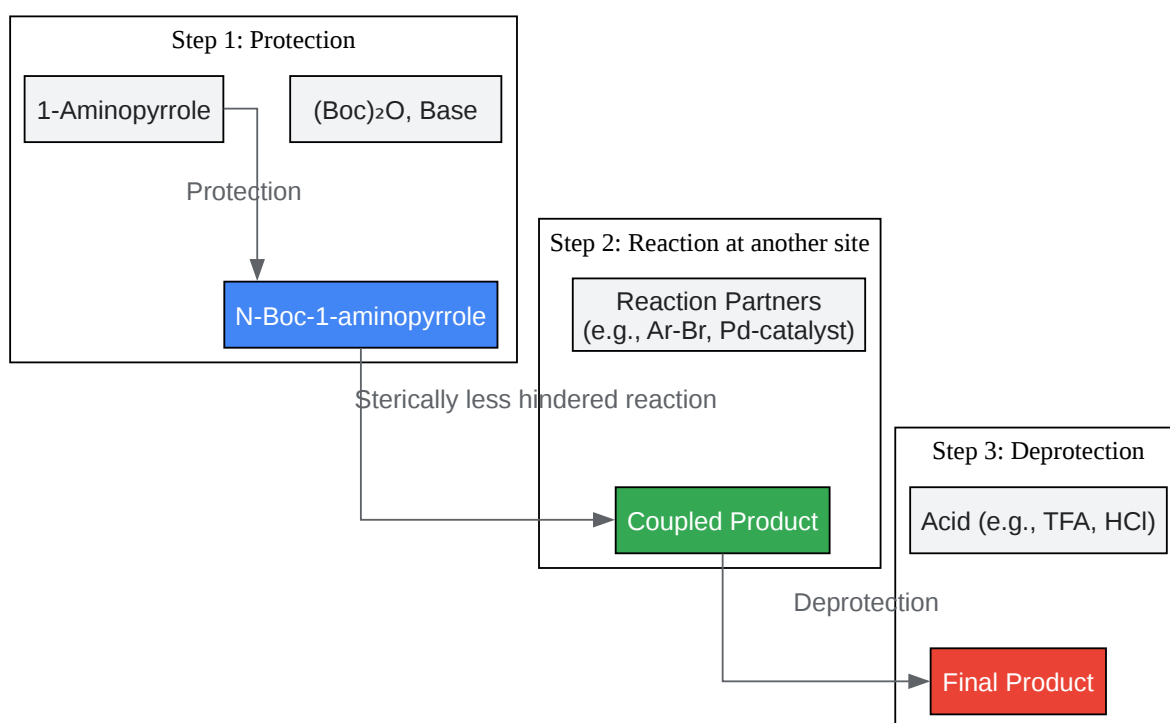 Step 1: Protection
1-Aminopyrrole
(Boc)₂O, Base
Protection
N-Boc-1-aminopyrrole
Step 2: Reaction at another site
Reaction Partners
(e.g., Ar-Br, Pd-catalyst)
Sterically less hindered reaction
Coupled Product
Step 3: Deprotection
Acid (e.g., TFA, HCl)
Deprotection
Final Product